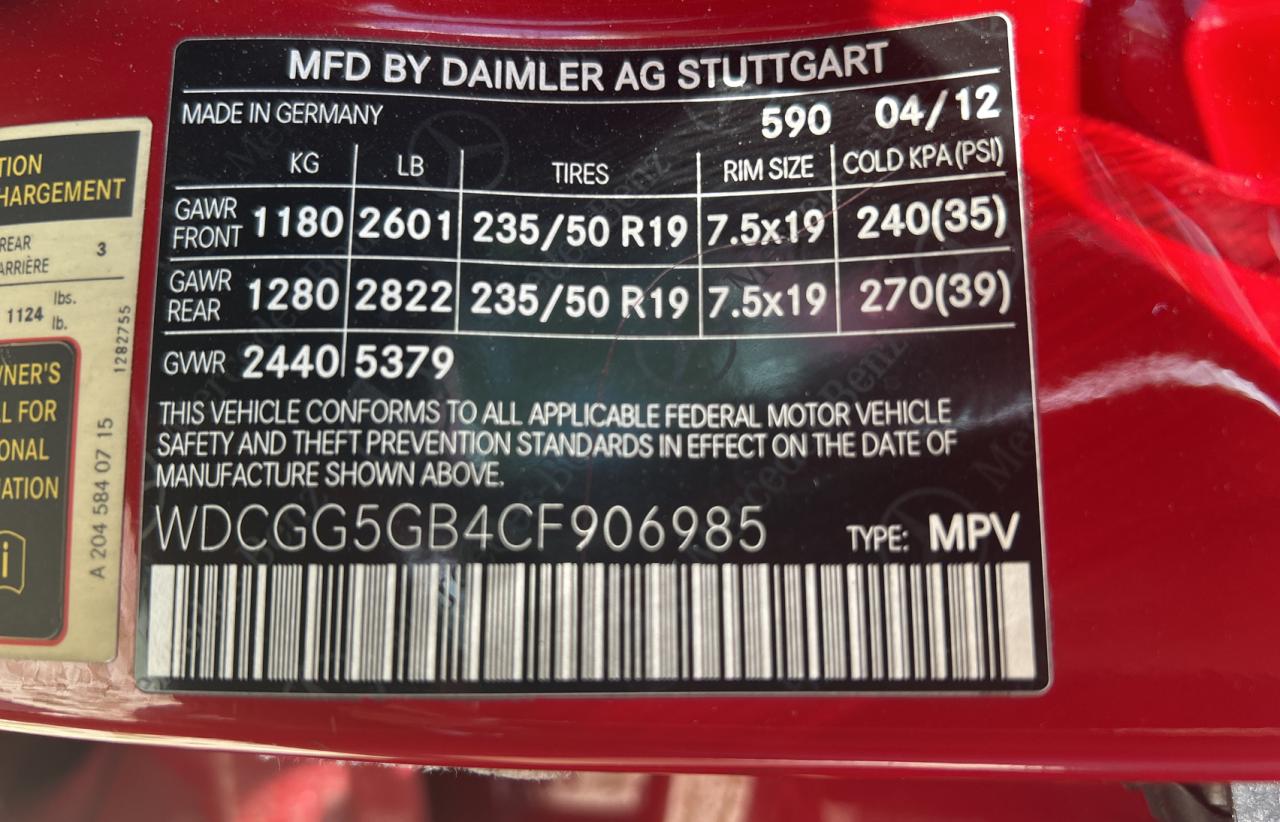 MFD BY DAIMLER AG STUTTGART
MADE IN GERMANY 590 04/12
KG LB TIRES RIM SIZE COLD KPA (PSI)
GAWR FRONT 1180 2601 235/50 R19 7.5x19 240(35)
GAWR REAR 1280 2822 235/50 R19 7.5x19 270(39)
GVWR 2440 5379
THIS VEHICLE CONFORMS TO ALL APPLICABLE FEDERAL MOTOR VEHICLE
SAFETY AND THEFT PREVENTION STANDARDS IN EFFECT ON THE DATE OF
MANUFACTURE SHOWN ABOVE.
WDCGG5GB4CF906985 TYPE: MPV
TION
HARGEMENT
REAR
ARRIÈRE 3
1124 lbs.
lb.
WNER'S
L FOR
ONAL
MATION
i
A 204 584 07 15
1282755